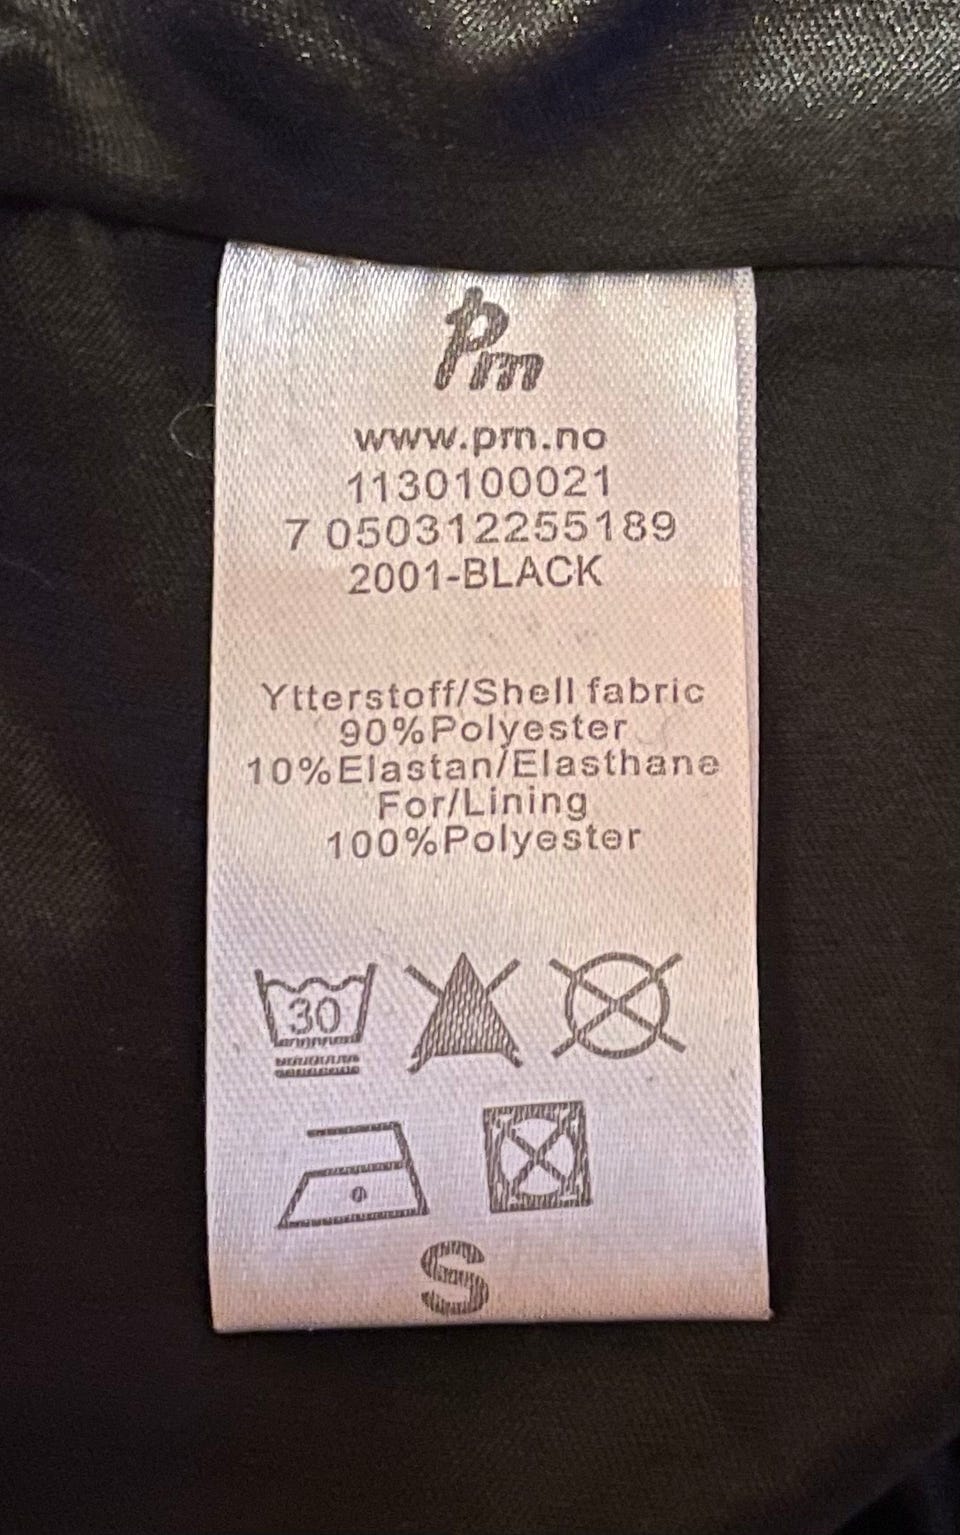 Pm
www.pm.no
1130100021
7 050312255189
2001-BLACK
Ytterstoff/Shell fabric
90%Polyester
10%Elastan/Elasthane
For/Lining
100%Polyester
30
S